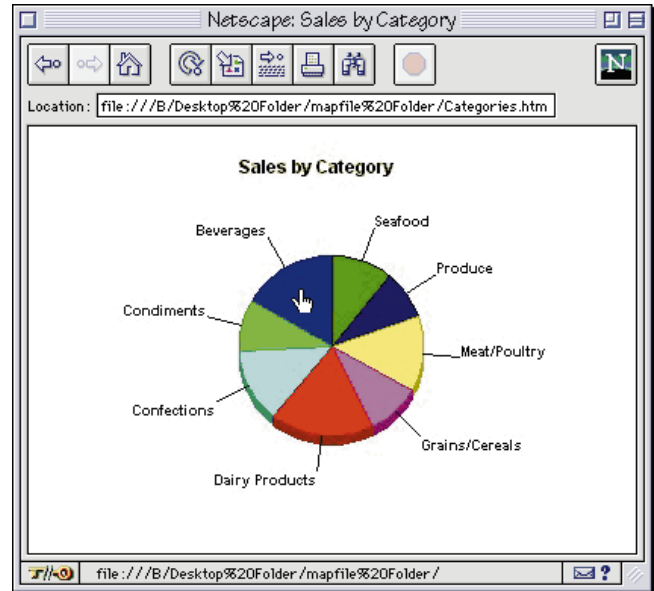 Netscape: Sales by Category
N
Location: file:///B/Desktop%20Folder/mapfile%20Folder/Categories.htm
Sales by Category
Seafood
Beverages
Produce
Condiments
Meat/Poultry
Confections
Grains/Cereals
Dairy Products
file:///B/Desktop%20Folder/mapfile%20Folder/
?